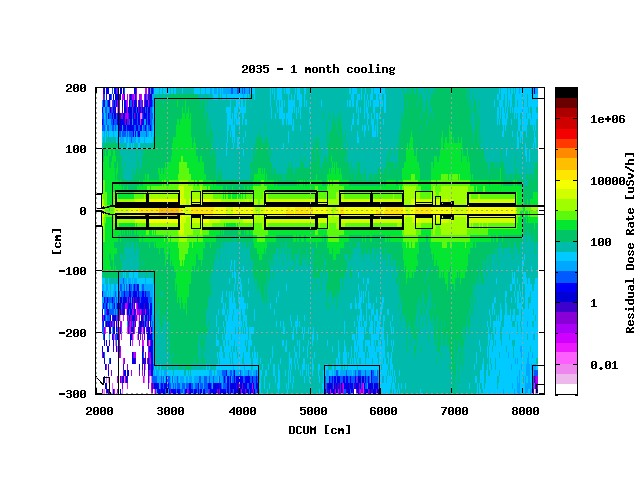 2035 - 1 month cooling
200
100
0
-100
-200
-300
[cm]
2000 3000 4000 5000 6000 7000 8000
DCUM [cm]
1e+06
10000
100
1
0.01
Residual Dose Rate [uSv/h]